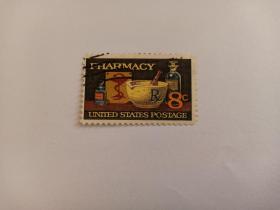 PHARMACY
R
8c
UNITED STATES POSTAGE